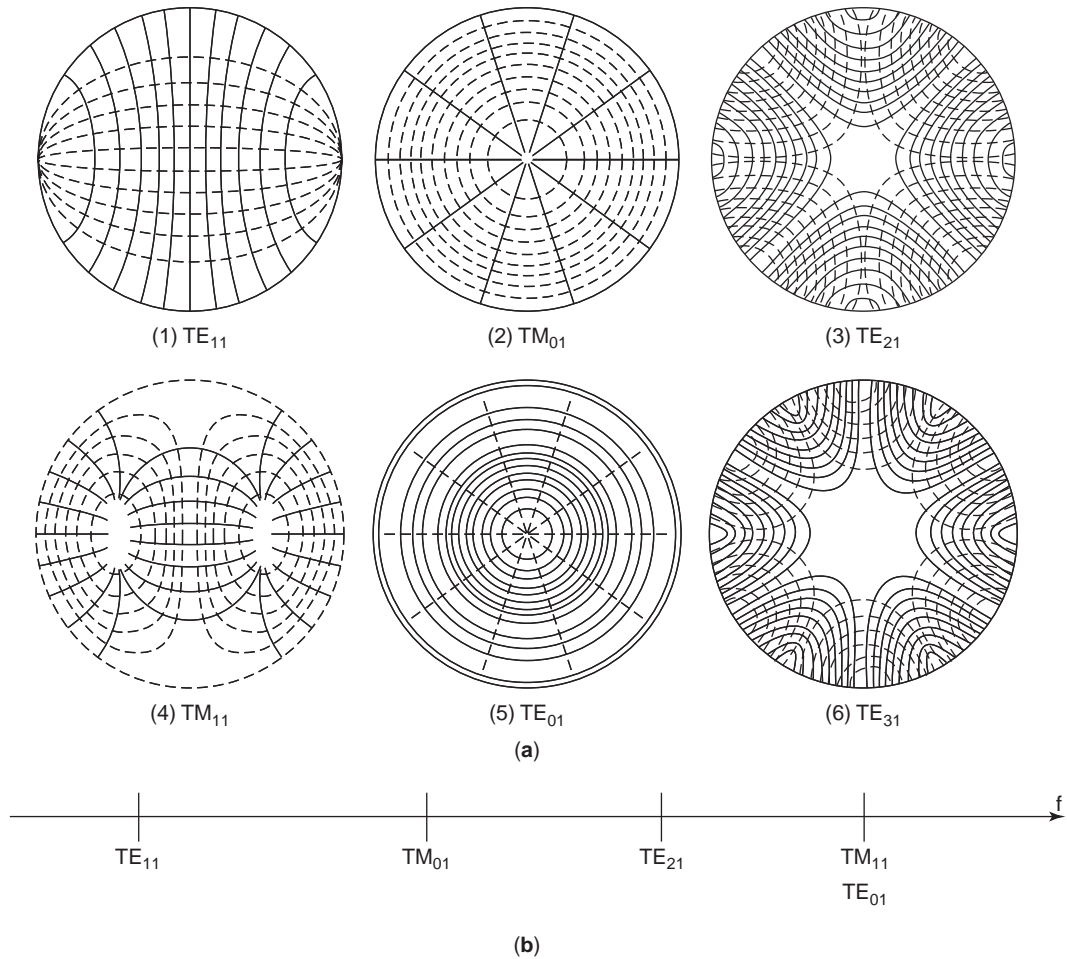 (1) TE11 (2) TM01 (3) TE21
(4) TM11 (5) TE01 (6) TE31
(a)
f
TE11 TM01 TE21 TM11
TE01
(b)